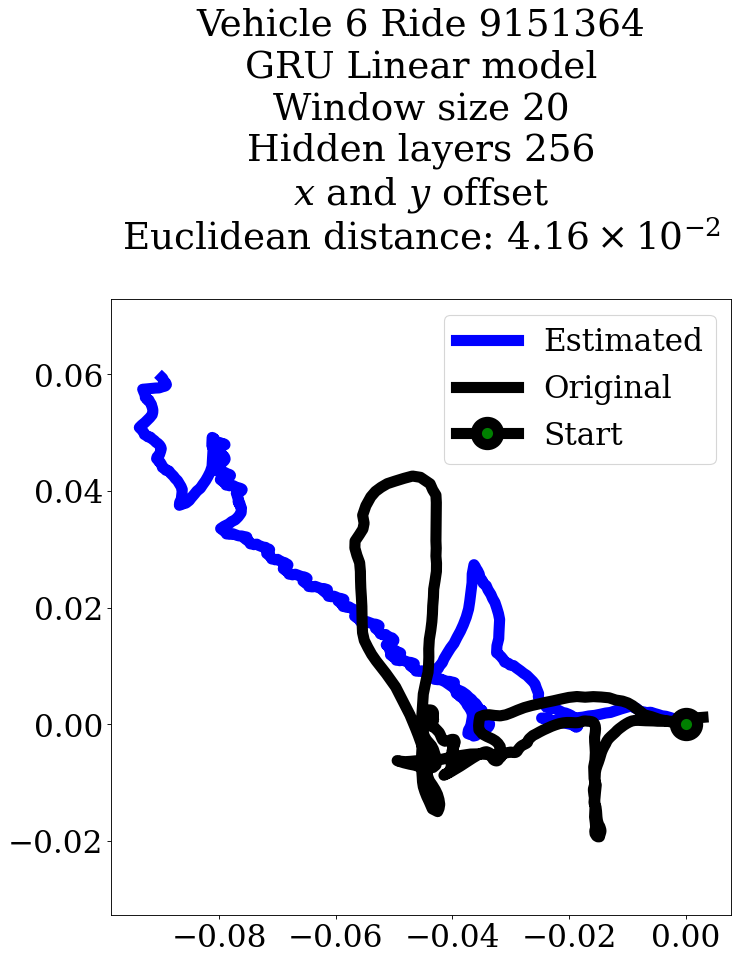 Vehicle 6 Ride 9151364
GRU Linear model
Window size 20
Hidden layers 256
x and y offset
Euclidean distance: 4.16 × 10⁻²
Estimated
Original
Start
0.06
0.04
0.02
0.00
−0.02
−0.08 −0.06 −0.04 −0.02 0.00